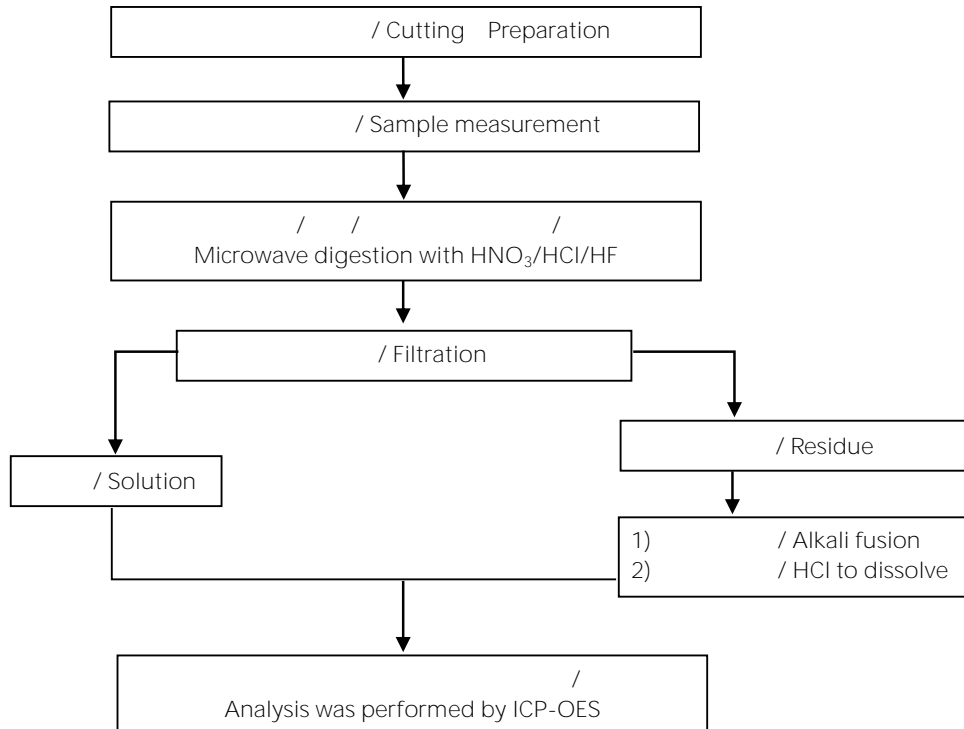 / Cutting Preparation
/ Sample measurement
/ / /
Microwave digestion with HNO₃/HCl/HF
/ Filtration
/ Residue
/ Solution
1) / Alkali fusion
2) / HCl to dissolve
/
Analysis was performed by ICP-OES